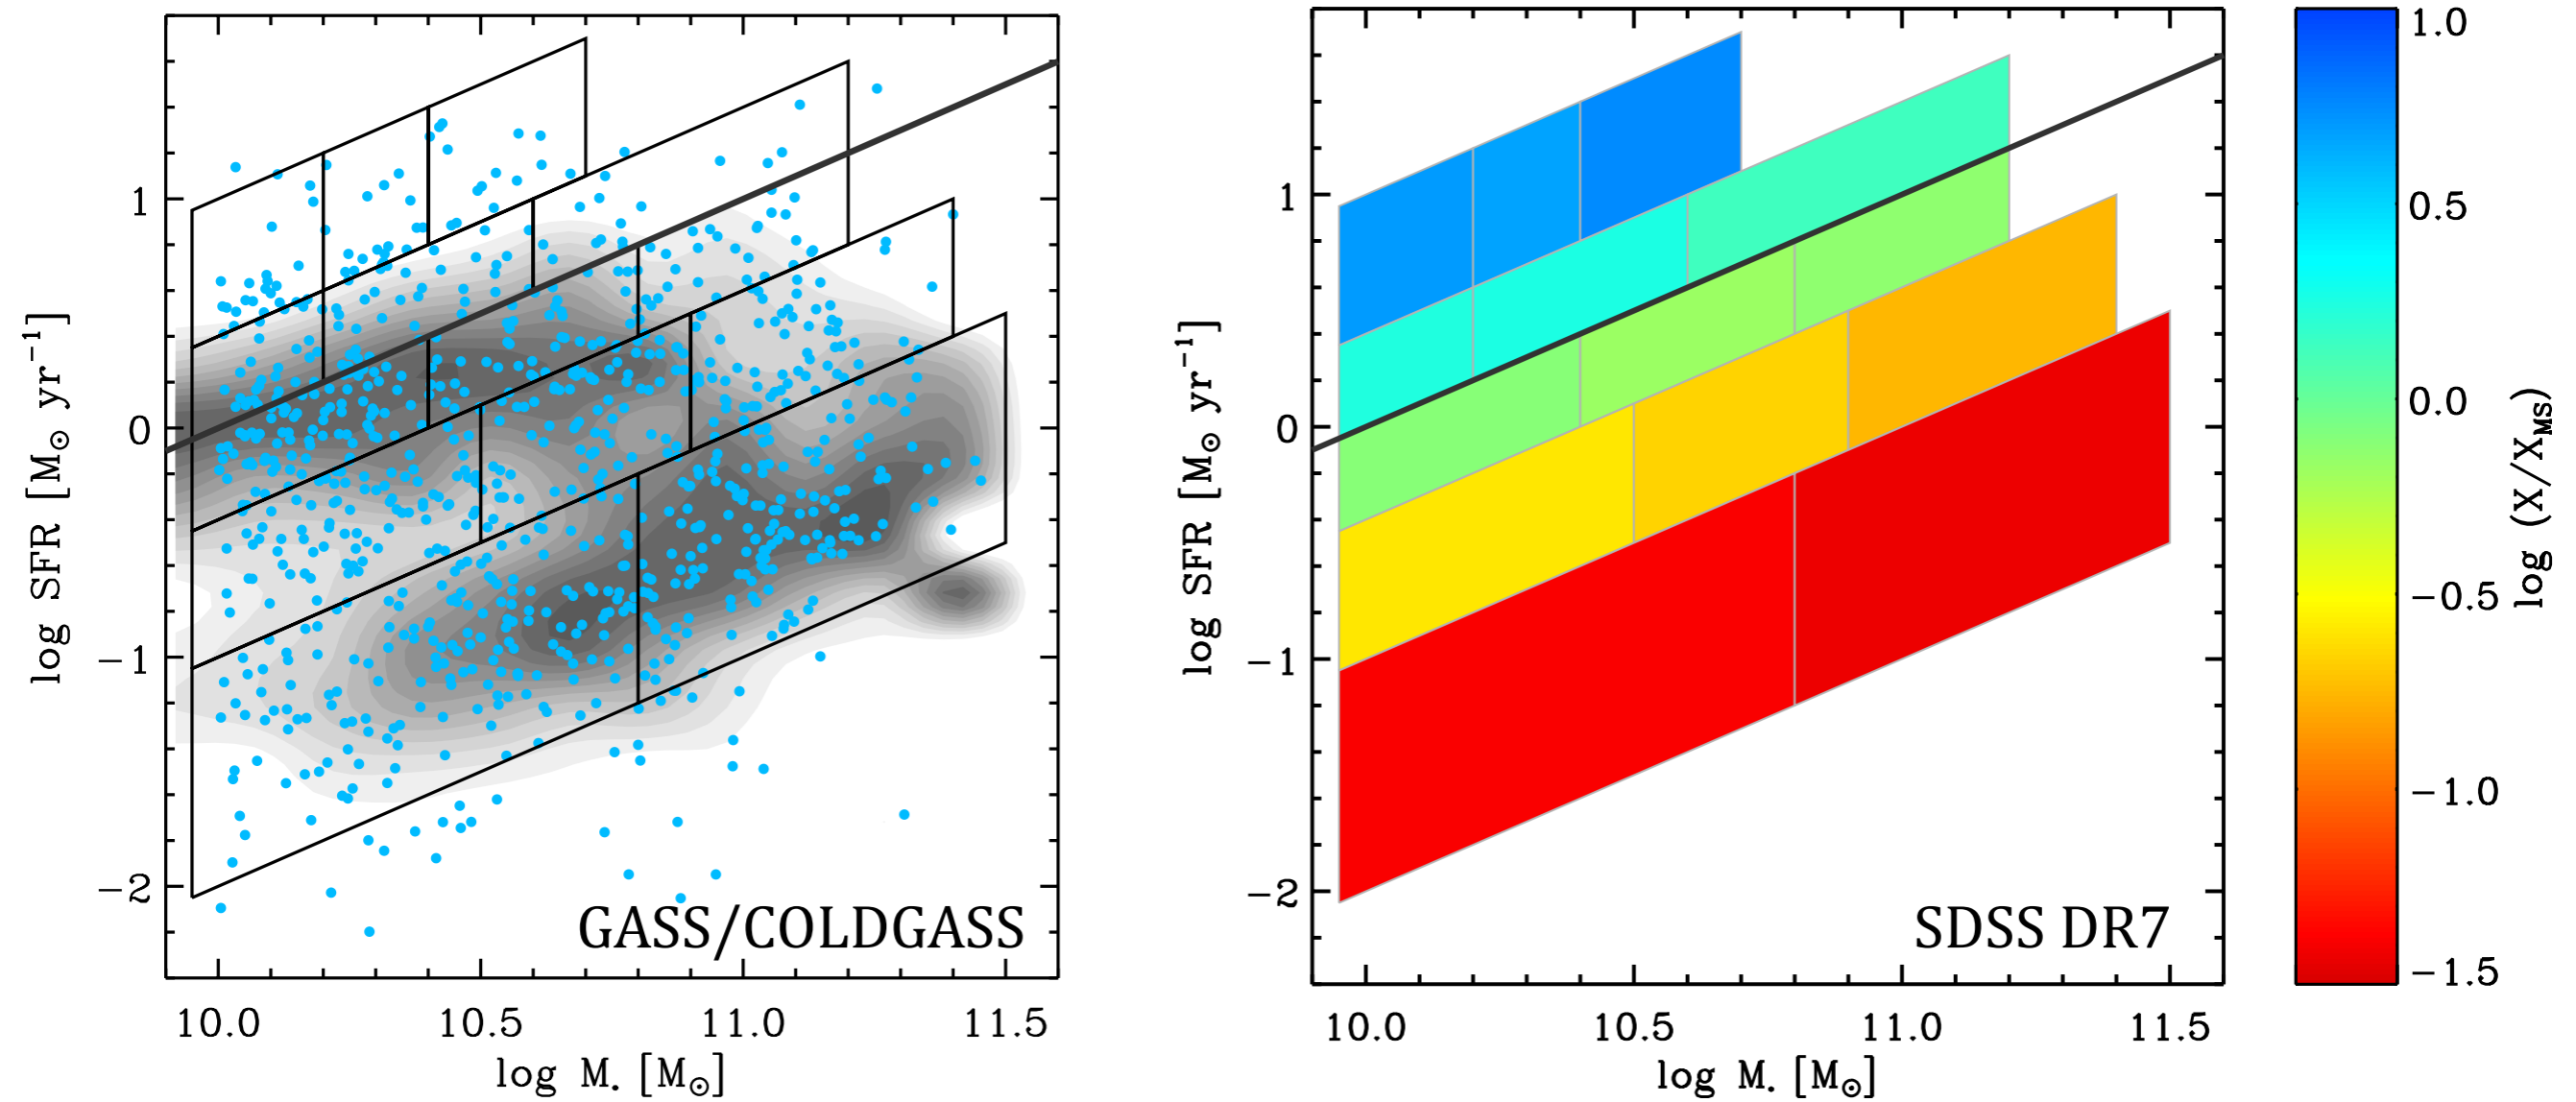 1
0
−1
−2
log SFR [M⊙ yr−1]
GASS/COLDGASS
10.0 10.5 11.0 11.5
log M. [M⊙]
1
0
−1
−2
log SFR [M⊙ yr−1]
SDSS DR7
10.0 10.5 11.0 11.5
log M. [M⊙]
1.0
0.5
0.0
−0.5
−1.0
−1.5
log (X/XMS)